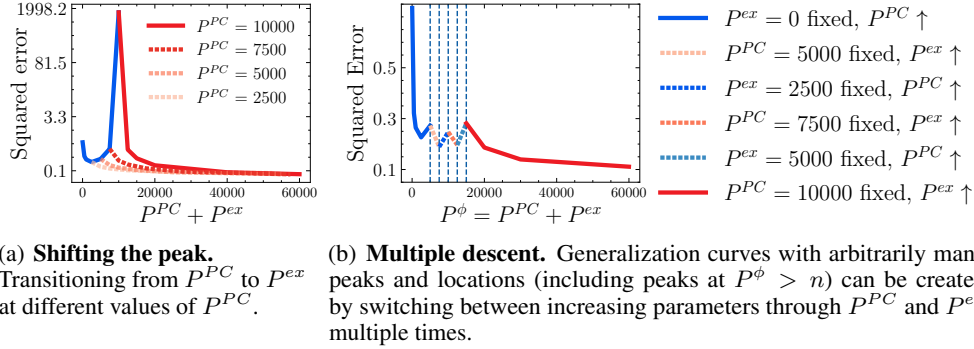 1998.2
81.5
3.3
0.1
Squared error
P^{PC} = 10000
P^{PC} = 7500
P^{PC} = 5000
P^{PC} = 2500
0 20000 40000 60000
P^{PC} + P^{ex}
0.5
0.3
0.1
Squared Error
0 20000 40000 60000
P^ϕ = P^{PC} + P^{ex}
P^{ex} = 0 fixed, P^{PC} ↑
P^{PC} = 5000 fixed, P^{ex} ↑
P^{ex} = 2500 fixed, P^{PC} ↑
P^{PC} = 7500 fixed, P^{ex} ↑
P^{ex} = 5000 fixed, P^{PC} ↑
P^{PC} = 10000 fixed, P^{ex} ↑
(a) Shifting the peak.
Transitioning from P^{PC} to P^{ex}
at different values of P^{PC}.
(b) Multiple descent. Generalization curves with arbitrarily man
peaks and locations (including peaks at P^ϕ > n) can be create
by switching between increasing parameters through P^{PC} and P^e
multiple times.